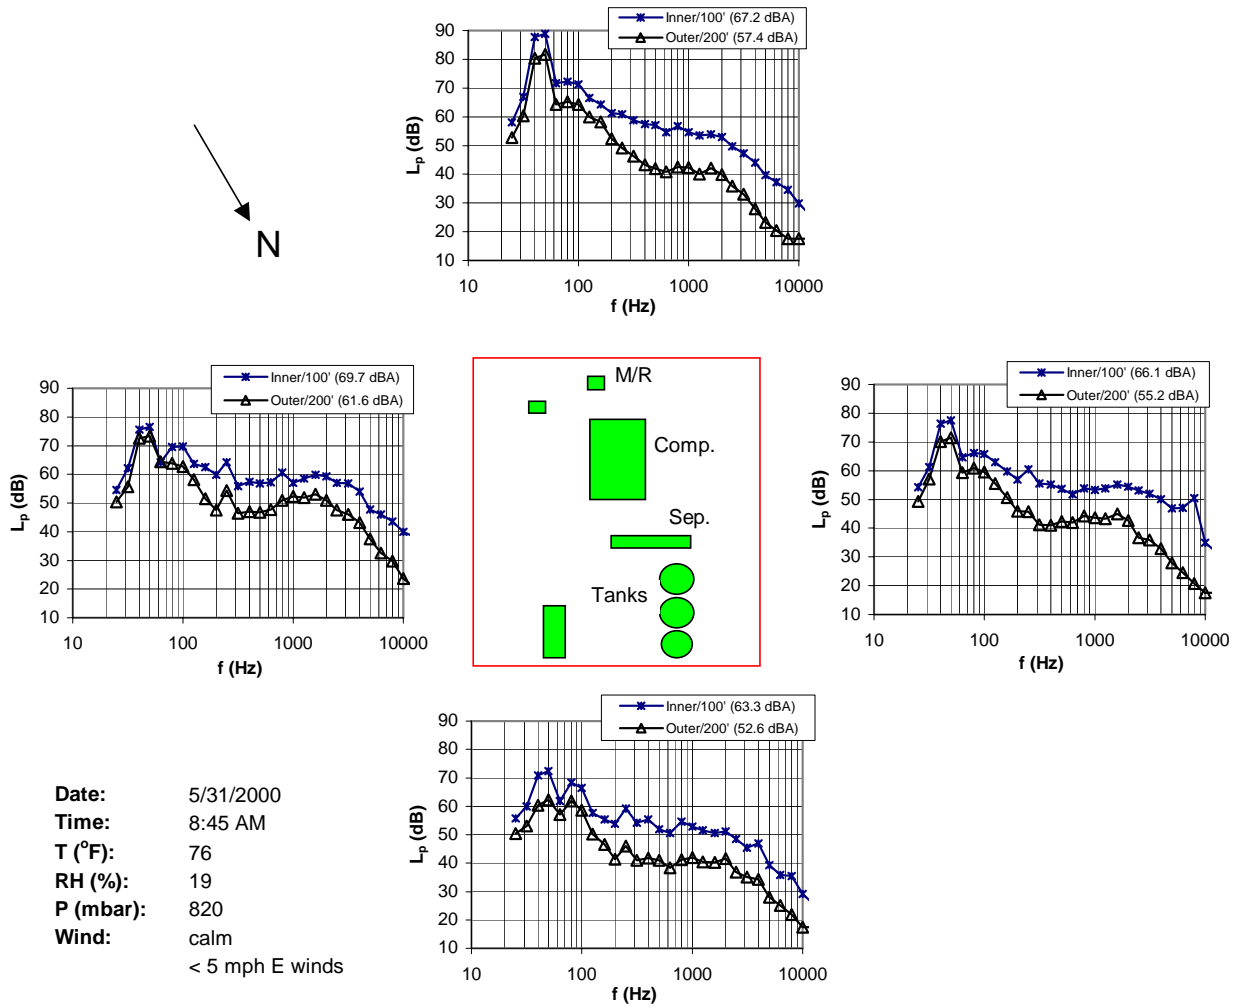 Inner/100' (67.2 dBA)
Outer/200' (57.4 dBA)
90
80
70
60
50
40
30
20
10
Lp (dB)
10 100 1000 10000
f (Hz)
N
Inner/100' (69.7 dBA)
Outer/200' (61.6 dBA)
90
80
70
60
50
40
30
20
10
Lp (dB)
10 100 1000 10000
f (Hz)
M/R
Comp.
Sep.
Tanks
Inner/100' (66.1 dBA)
Outer/200' (55.2 dBA)
90
80
70
60
50
40
30
20
10
Lp (dB)
10 100 1000 10000
f (Hz)
Inner/100' (63.3 dBA)
Outer/200' (52.6 dBA)
90
80
70
60
50
40
30
20
10
Lp (dB)
10 100 1000 10000
f (Hz)
Date: 5/31/2000
Time: 8:45 AM
T (°F): 76
RH (%): 19
P (mbar): 820
Wind: calm
< 5 mph E winds